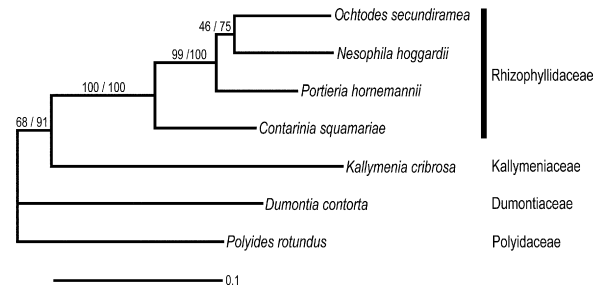 Ochtodes secundiramea
46 / 75
Nesophila hoggardii
99 /100
Rhizophyllidaceae
100 / 100
Portieria hornemannii
68 / 91
Contarinia squamariae
Kallymenia cribrosa
Kallymeniaceae
Dumontia contorta
Dumontiaceae
Polyides rotundus
Polyidaceae
0.1